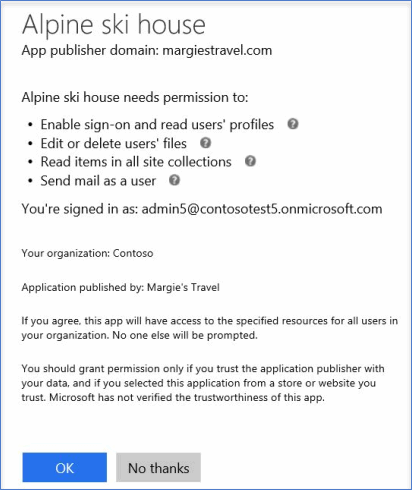 Alpine ski house
App publisher domain: margiestravel.com
Alpine ski house needs permission to:
• Enable sign-on and read users' profiles ?
• Edit or delete users' files ?
• Read items in all site collections ?
• Send mail as a user ?
You're signed in as: admin5@contosotest5.onmicrosoft.com
Your organization: Contoso
Application published by: Margie's Travel
If you agree, this app will have access to the specified resources for all users in
your organization. No one else will be prompted.
You should grant permission only if you trust the application publisher with
your data, and if you selected this application from a store or website you
trust. Microsoft has not verified the trustworthiness of this app.
OK
No thanks